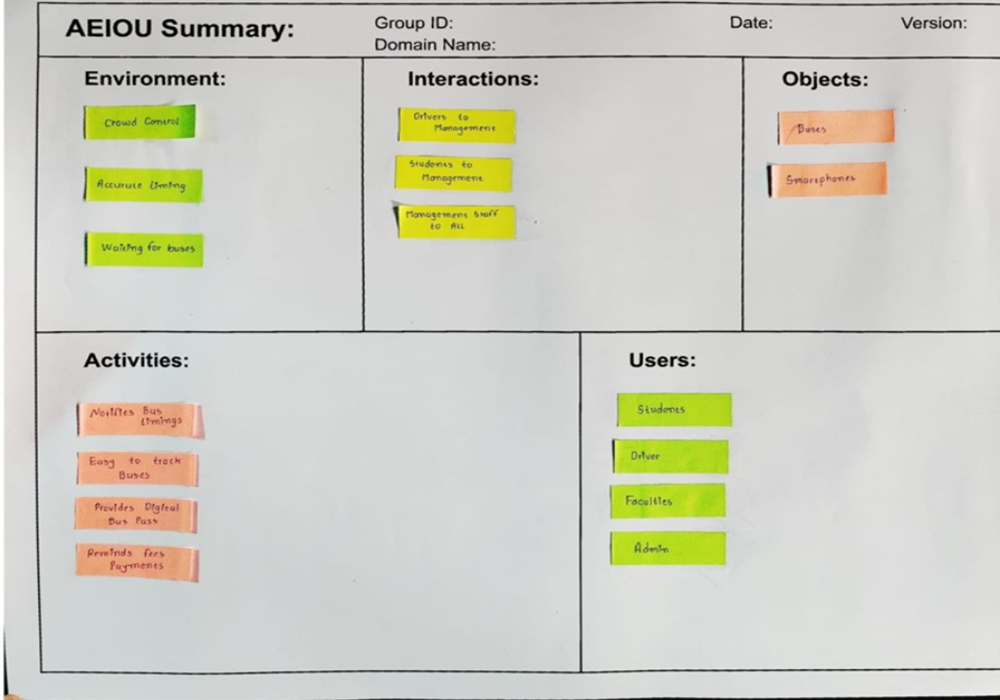 AEIOU Summary:
Group ID:
Domain Name:
Date:
Version:
Environment:
Crowd Control
Accurate timing
Waiting for buses
Interactions:
Drivers to
Management
Students to
Management
Management Staff
to All
Objects:
Buses
Smartphones
Activities:
Notifies Bus
timings
Easy to track
Buses
Provides Digital
Bus Pass
Reminds fees
Payments
Users:
Students
Driver
Faculties
Admin